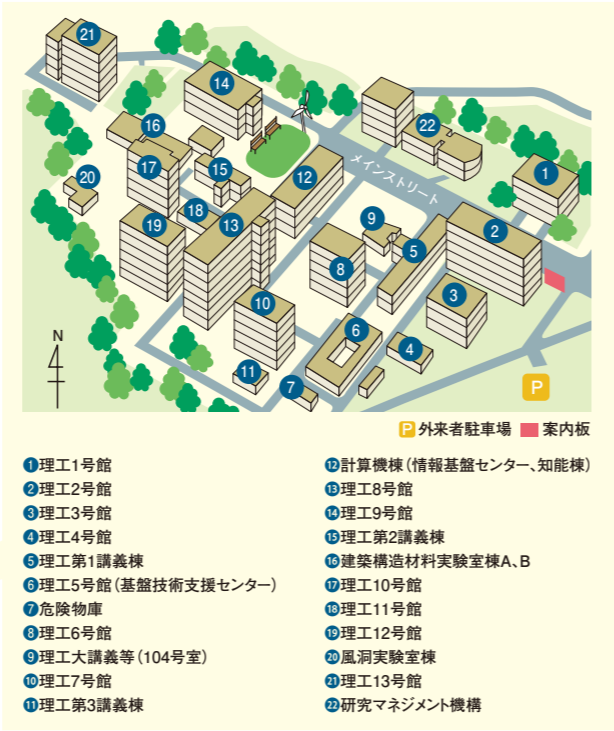 21
14
16
22
15
17
12
1
20
メインストリート
18
13
9
19
5
2
8
3
10
6
4
N
11
7
P
P 外来者駐車場 案内板
1 理工1号館
2 理工2号館
3 理工3号館
4 理工4号館
5 理工第1講義棟
6 理工5号館(基盤技術支援センター)
7 危険物庫
8 理工6号館
9 理工大講義等(104号室)
10 理工7号館
11 理工第3講義棟
12 計算機棟(情報基盤センター、知能棟)
13 理工8号館
14 理工9号館
15 理工第2講義棟
16 建築構造材料実験室棟A、B
17 理工10号館
18 理工11号館
19 理工12号館
20 風洞実験室棟
21 理工13号館
22 研究マネジメント機構